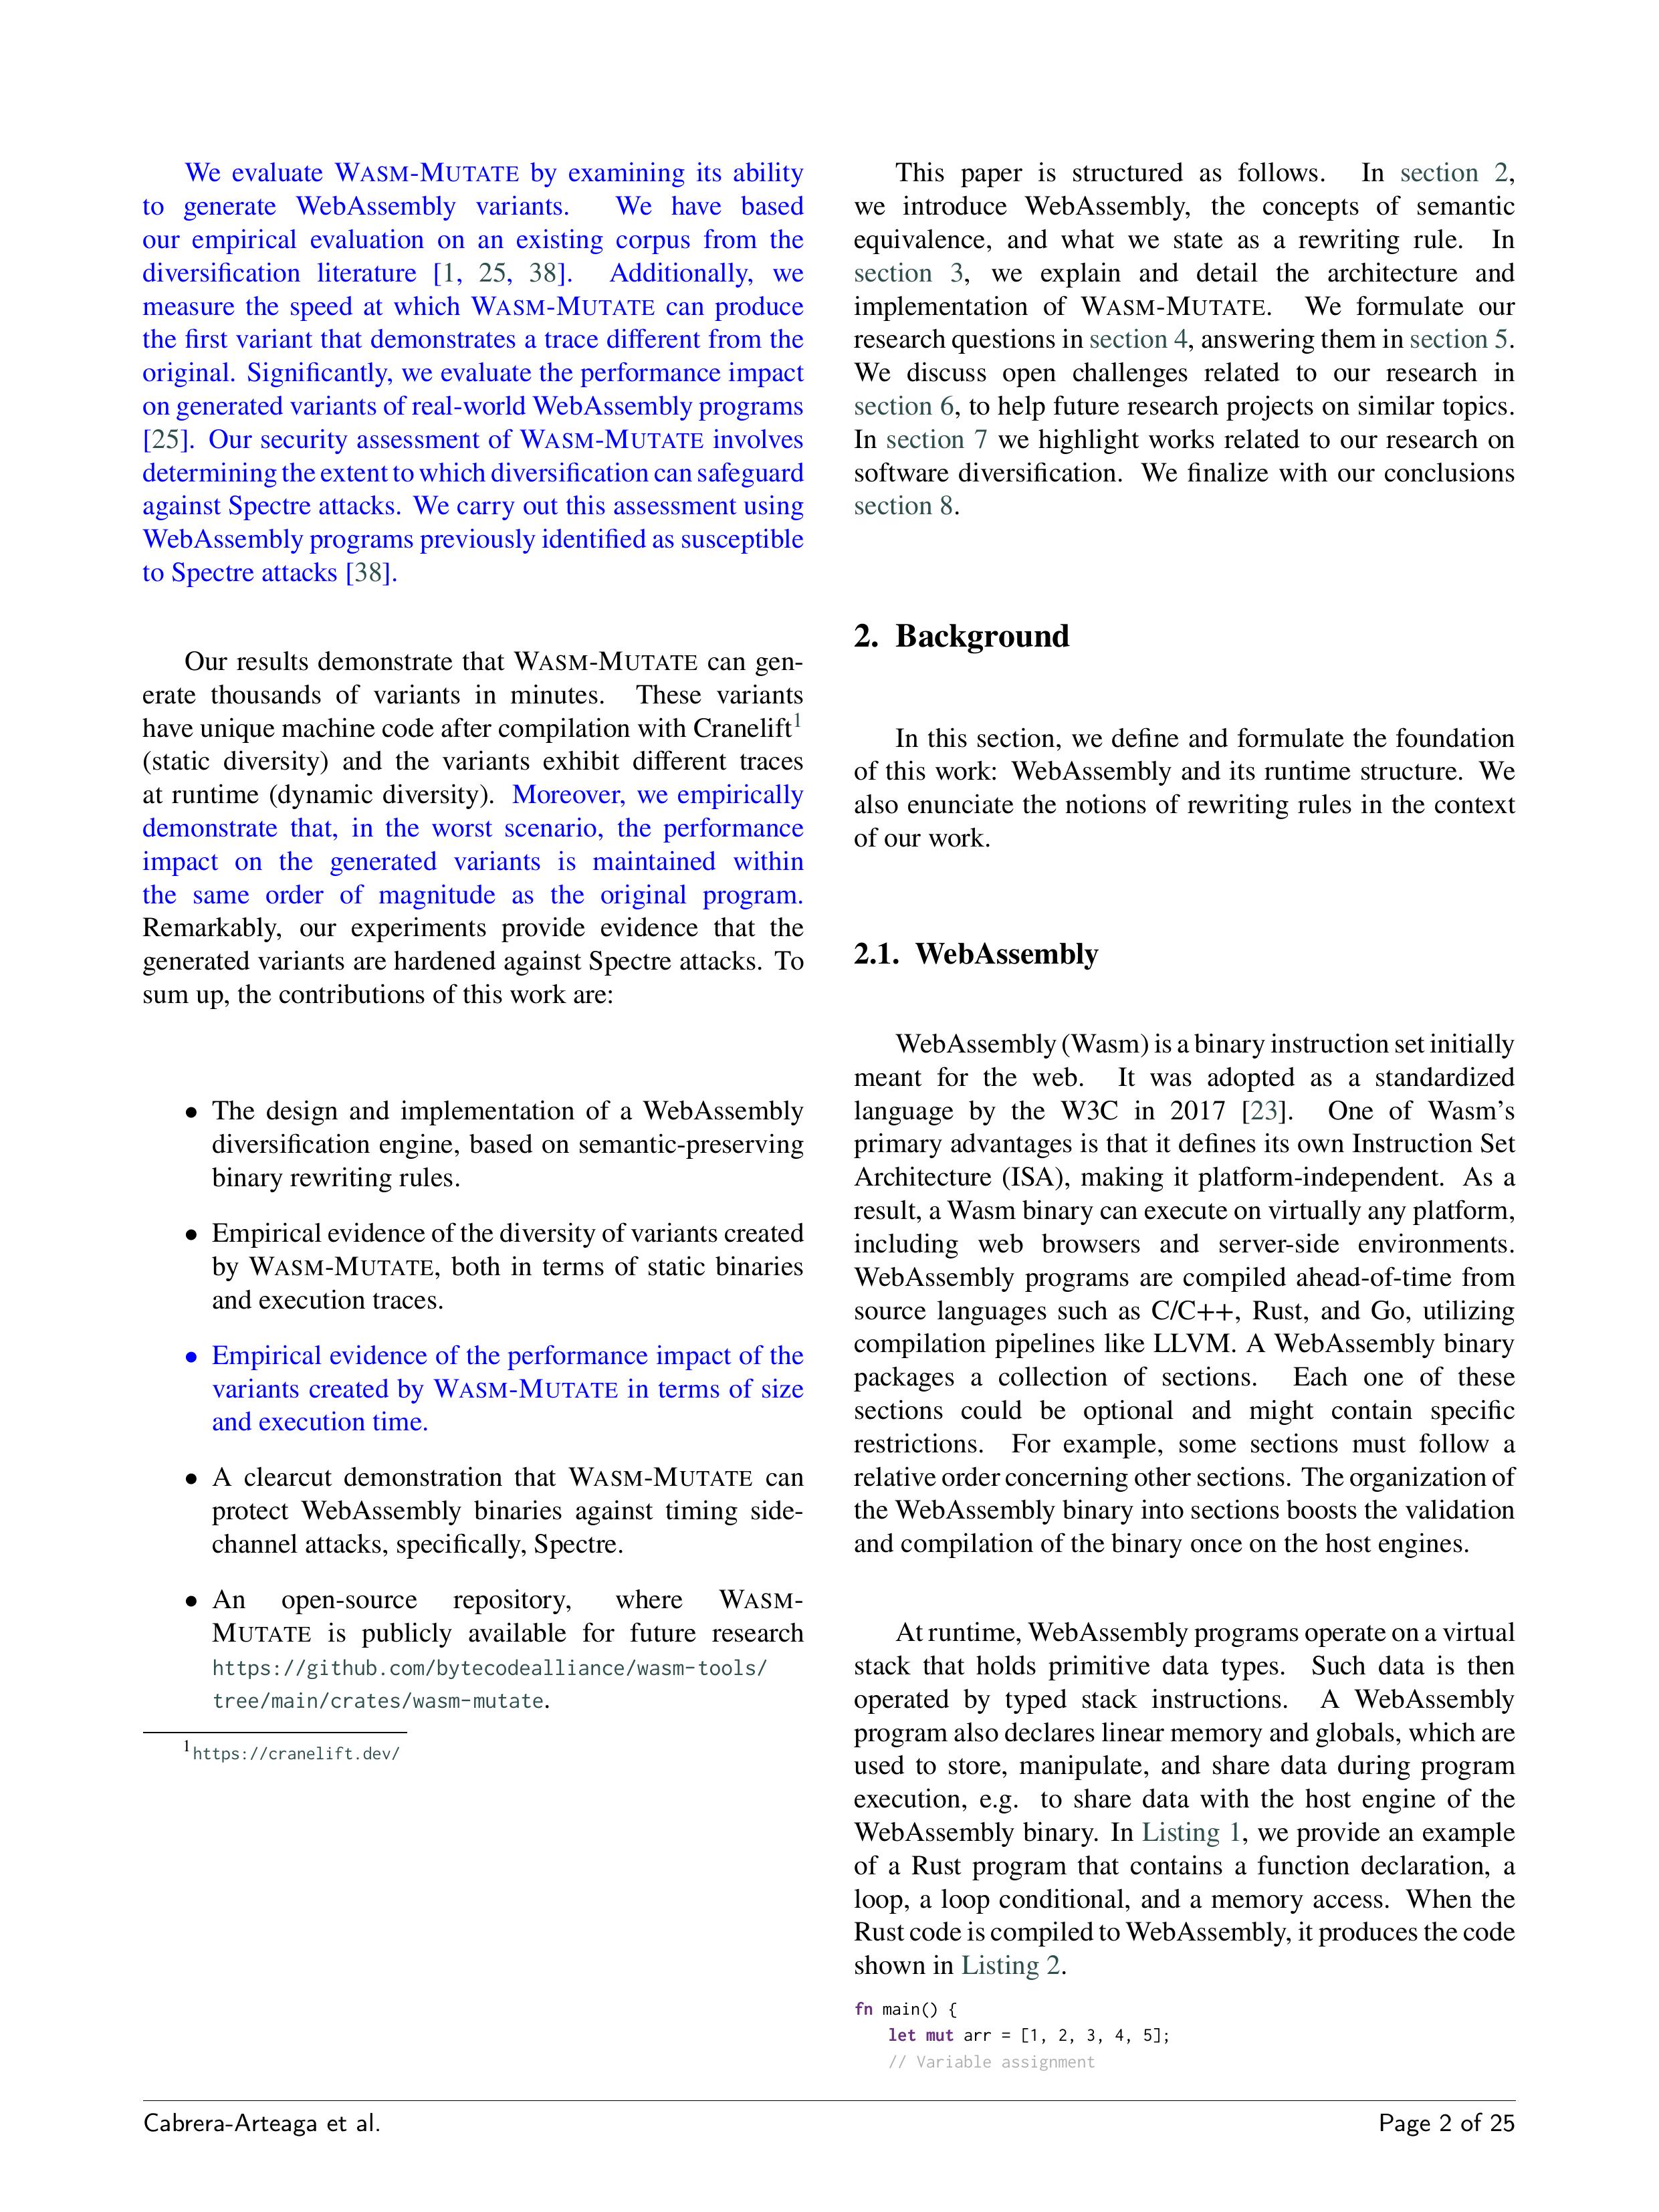 We evaluate WASM-MUTATE by examining its ability
to generate WebAssembly variants. We have based
our empirical evaluation on an existing corpus from the
diversification literature [1, 25, 38]. Additionally, we
measure the speed at which WASM-MUTATE can produce
the first variant that demonstrates a trace different from the
original. Significantly, we evaluate the performance impact
on generated variants of real-world WebAssembly programs
[25]. Our security assessment of WASM-MUTATE involves
determining the extent to which diversification can safeguard
against Spectre attacks. We carry out this assessment using
WebAssembly programs previously identified as susceptible
to Spectre attacks [38].
Our results demonstrate that WASM-MUTATE can gen-
erate thousands of variants in minutes. These variants
have unique machine code after compilation with Cranelift1
(static diversity) and the variants exhibit different traces
at runtime (dynamic diversity). Moreover, we empirically
demonstrate that, in the worst scenario, the performance
impact on the generated variants is maintained within
the same order of magnitude as the original program.
Remarkably, our experiments provide evidence that the
generated variants are hardened against Spectre attacks. To
sum up, the contributions of this work are:
• The design and implementation of a WebAssembly
diversification engine, based on semantic-preserving
binary rewriting rules.
• Empirical evidence of the diversity of variants created
by WASM-MUTATE, both in terms of static binaries
and execution traces.
• Empirical evidence of the performance impact of the
variants created by WASM-MUTATE in terms of size
and execution time.
• A clearcut demonstration that WASM-MUTATE can
protect WebAssembly binaries against timing side-
channel attacks, specifically, Spectre.
• An open-source repository, where WASM-
MUTATE is publicly available for future research
https://github.com/bytecodealliance/wasm-tools/
tree/main/crates/wasm-mutate.
1https://cranelift.dev/
This paper is structured as follows. In section 2,
we introduce WebAssembly, the concepts of semantic
equivalence, and what we state as a rewriting rule. In
section 3, we explain and detail the architecture and
implementation of WASM-MUTATE. We formulate our
research questions in section 4, answering them in section 5.
We discuss open challenges related to our research in
section 6, to help future research projects on similar topics.
In section 7 we highlight works related to our research on
software diversification. We finalize with our conclusions
section 8.
2. Background
In this section, we define and formulate the foundation
of this work: WebAssembly and its runtime structure. We
also enunciate the notions of rewriting rules in the context
of our work.
2.1. WebAssembly
WebAssembly (Wasm) is a binary instruction set initially
meant for the web. It was adopted as a standardized
language by the W3C in 2017 [23]. One of Wasm's
primary advantages is that it defines its own Instruction Set
Architecture (ISA), making it platform-independent. As a
result, a Wasm binary can execute on virtually any platform,
including web browsers and server-side environments.
WebAssembly programs are compiled ahead-of-time from
source languages such as C/C++, Rust, and Go, utilizing
compilation pipelines like LLVM. A WebAssembly binary
packages a collection of sections. Each one of these
sections could be optional and might contain specific
restrictions. For example, some sections must follow a
relative order concerning other sections. The organization of
the WebAssembly binary into sections boosts the validation
and compilation of the binary once on the host engines.
At runtime, WebAssembly programs operate on a virtual
stack that holds primitive data types. Such data is then
operated by typed stack instructions. A WebAssembly
program also declares linear memory and globals, which are
used to store, manipulate, and share data during program
execution, e.g. to share data with the host engine of the
WebAssembly binary. In Listing 1, we provide an example
of a Rust program that contains a function declaration, a
loop, a loop conditional, and a memory access. When the
Rust code is compiled to WebAssembly, it produces the code
shown in Listing 2.
fn main() {
let mut arr = [1, 2, 3, 4, 5];
// Variable assignment
Cabrera-Arteaga et al.
Page 2 of 25